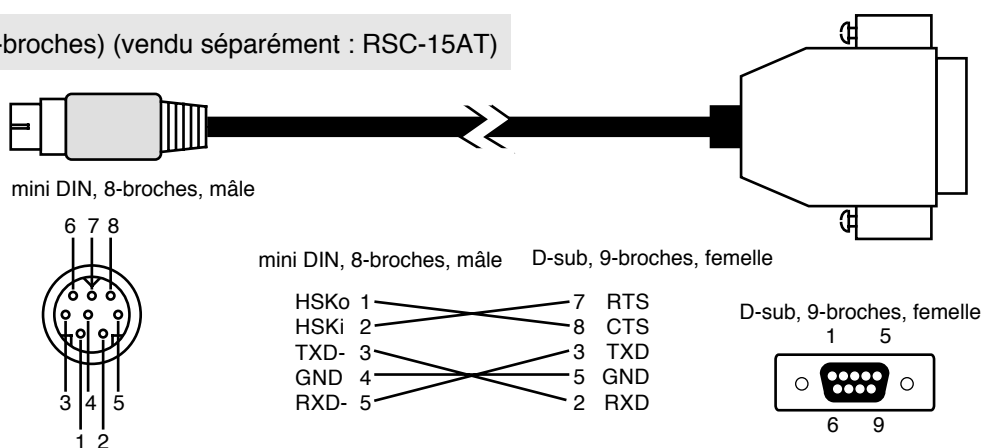 -broches) (vendu séparément : RSC-15AT)
mini DIN, 8-broches, mâle
6 7 8
3 4 5
1 2
mini DIN, 8-broches, mâle D-sub, 9-broches, femelle
HSKo 1 7 RTS
HSKi 2 8 CTS
TXD- 3 3 TXD
GND 4 5 GND
RXD- 5 2 RXD
D-sub, 9-broches, femelle
1 5
6 9